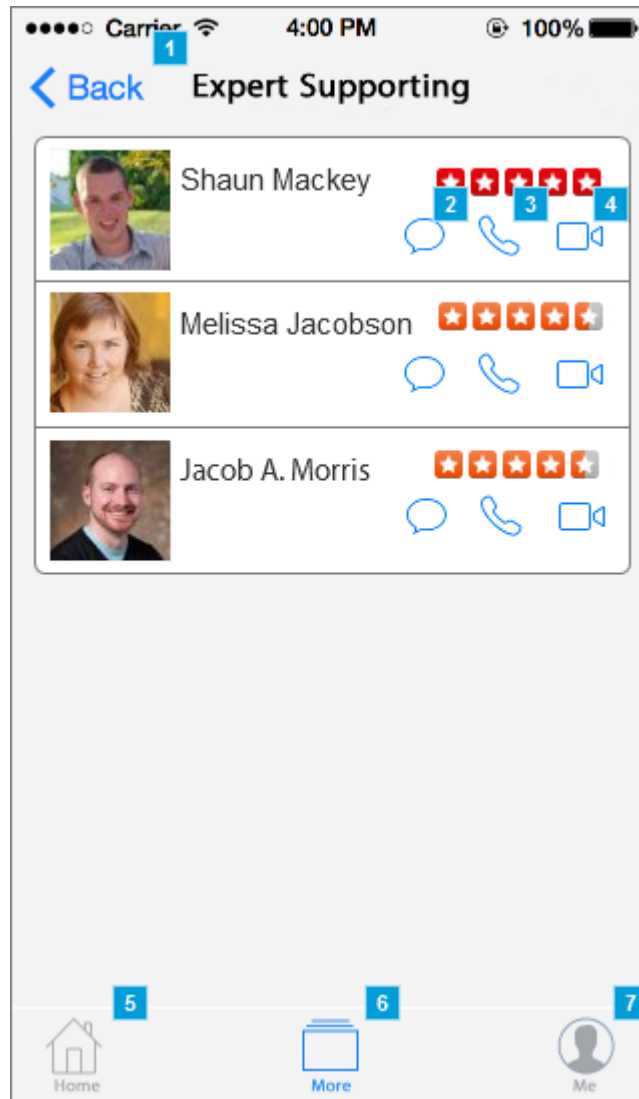 Carrier 4:00 PM 100%
1
Back Expert Supporting
Shaun Mackey
2 3 4
Melissa Jacobson
Jacob A. Morris
5 6 7
Home More Me